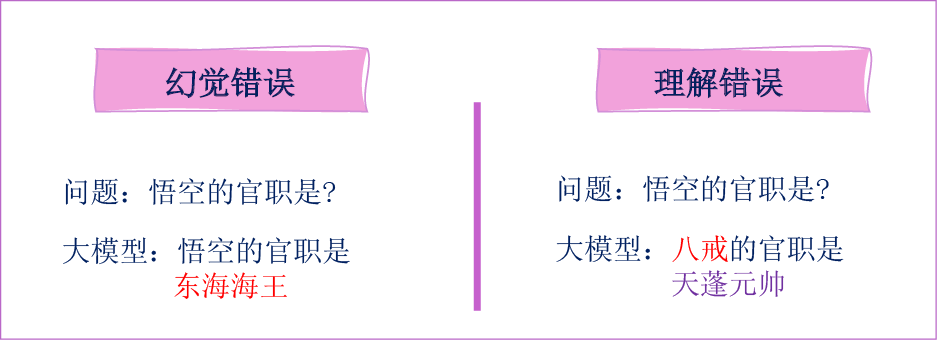 幻觉错误
问题：悟空的官职是?
大模型：悟空的官职是
东海海王
理解错误
问题：悟空的官职是?
大模型：八戒的官职是
天蓬元帅